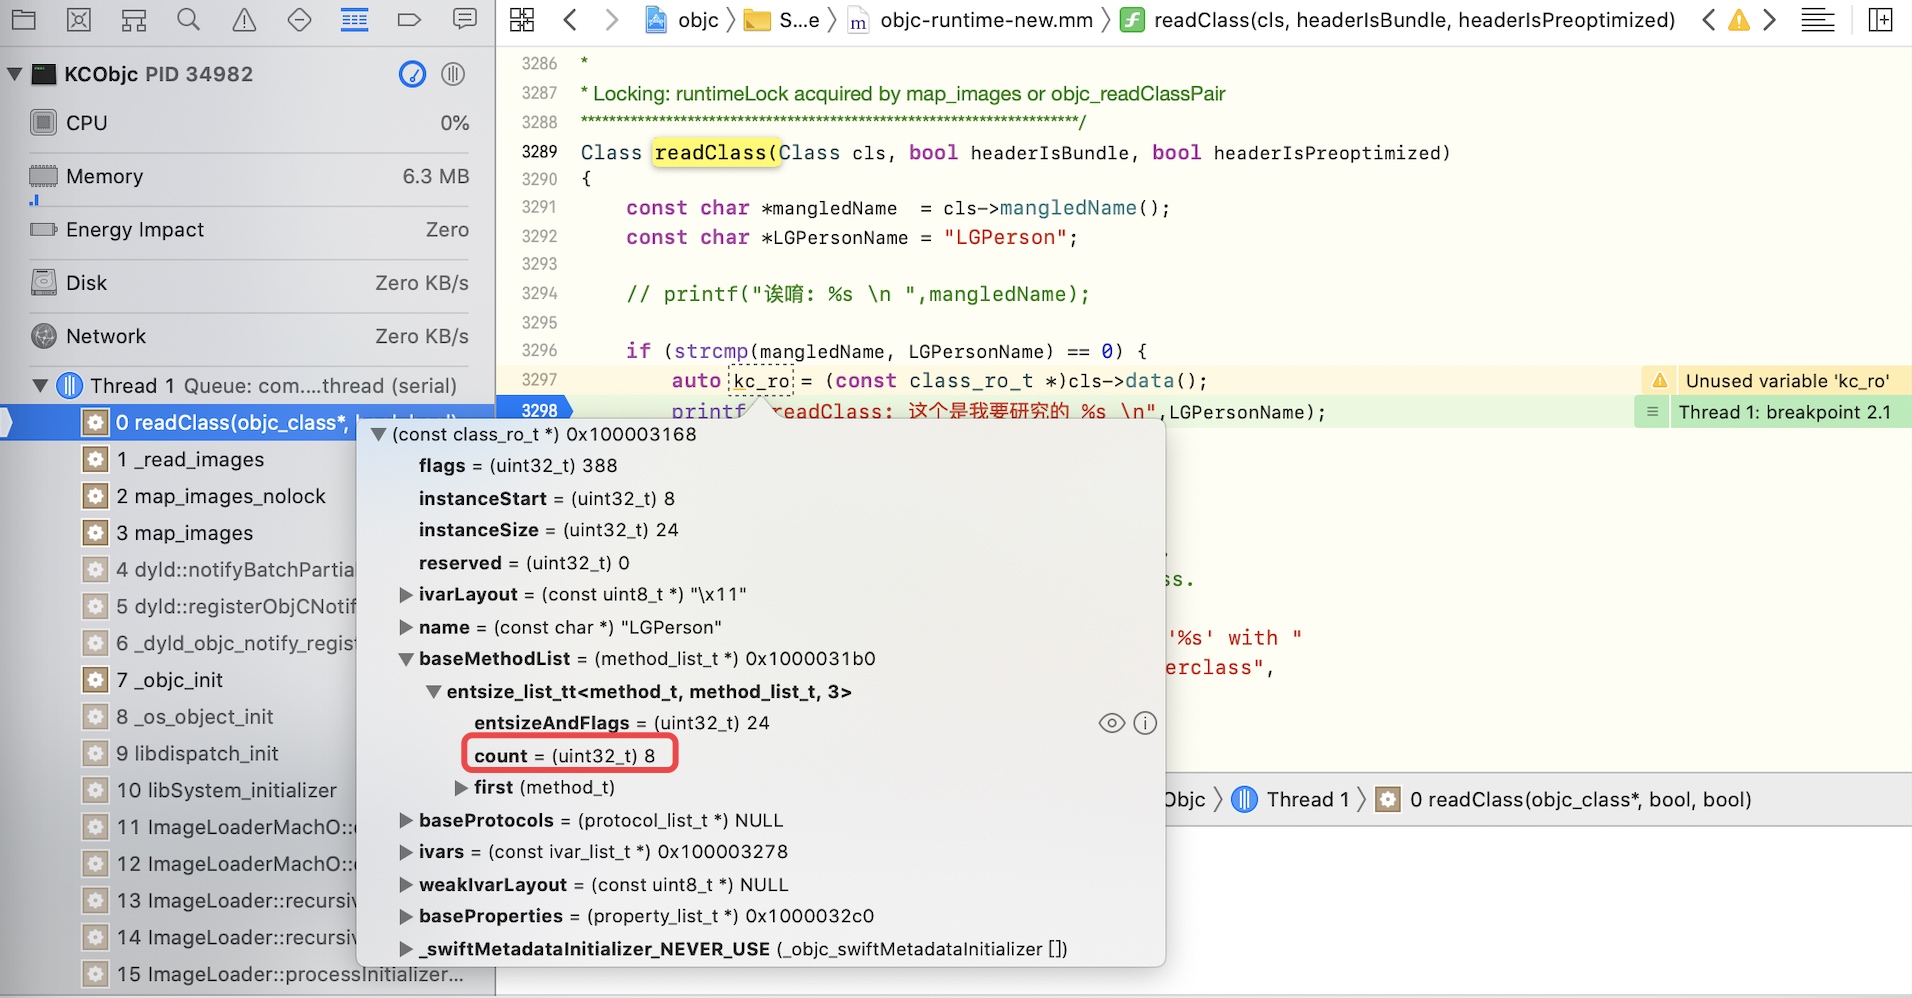 objc
S...e
objc-runtime-new.mm
readClass(cls, headerIsBundle, headerIsPreoptimized)
KCObjc PID 34982
CPU 0%
Memory 6.3 MB
Energy Impact Zero
Disk Zero KB/s
Network Zero KB/s
Thread 1 Queue: com....thread (serial)
0 readClass(objc_class*,
1 _read_images
2 map_images_nolock
3 map_images
4 dyld::notifyBatchPartia
5 dyld::registerObjCNotif
6 _dyld_objc_notify_regist
7 _objc_init
8 _os_object_init
9 libdispatch_init
10 libSystem_initializer
11 ImageLoaderMachO::
12 ImageLoaderMachO::
13 ImageLoader::recursiv
14 ImageLoader::recursiv
15 ImageLoader::processInitializer...
3286 *
3287 * Locking: runtimeLock acquired by map_images or objc_readClassPair
3288 **********************************************************************/
3289 Class readClass(Class cls, bool headerIsBundle, bool headerIsPreoptimized)
3290 {
3291 const char *mangledName  = cls->mangledName();
3292 const char *LGPersonName = "LGPerson";
3293
3294 // printf("诶唷: %s \n ",mangledName);
3295
3296 if (strcmp(mangledName, LGPersonName) == 0) {
3297 auto kc_ro = (const class_ro_t *)cls->data();
Unused variable 'kc_ro'
3298 printf readClass: 这个是我要研究的 %s \n",LGPersonName);
Thread 1: breakpoint 2.1
(const class_ro_t *) 0x100003168
flags = (uint32_t) 388
instanceStart = (uint32_t) 8
instanceSize = (uint32_t) 24
reserved = (uint32_t) 0
ivarLayout = (const uint8_t *) "\x11"
name = (const char *) "LGPerson"
baseMethodList = (method_list_t *) 0x1000031b0
entsize_list_tt<method_t, method_list_t, 3>
entsizeAndFlags = (uint32_t) 24
count = (uint32_t) 8
first (method_t)
baseProtocols = (protocol_list_t *) NULL
ivars = (const ivar_list_t *) 0x100003278
weakIvarLayout = (const uint8_t *) NULL
baseProperties = (property_list_t *) 0x1000032c0
_swiftMetadataInitializer_NEVER_USE (_objc_swiftMetadataInitializer [])
ss.
'%s' with "
erclass",
Objc
Thread 1
0 readClass(objc_class*, bool, bool)